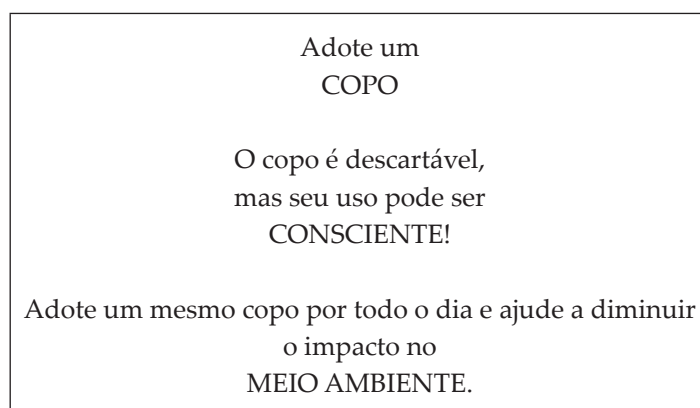 Adote um
COPO
O copo é descartável,
mas seu uso pode ser
CONSCIENTE!
Adote um mesmo copo por todo o dia e ajude a diminuir
o impacto no
MEIO AMBIENTE.